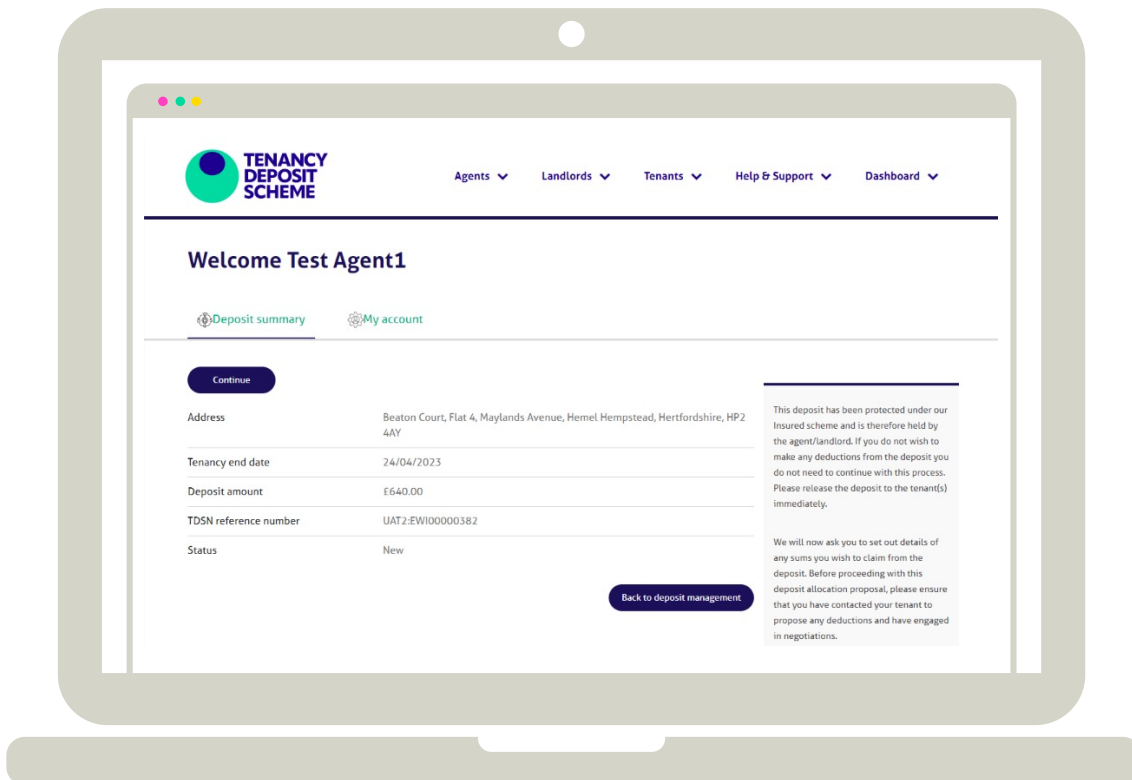 TENANCY
DEPOSIT
SCHEME
Agents
Landlords
Tenants
Help & Support
Dashboard
Welcome Test Agent1
Deposit summary
My account
Continue
Address
Beaton Court, Flat 4, Maylands Avenue, Hemel Hempstead, Hertfordshire, HP2
4AY
Tenancy end date
24/04/2023
Deposit amount
£640.00
TDSN reference number
UAT2:EWI00000382
Status
New
Back to deposit management
This deposit has been protected under our
Insured scheme and is therefore held by
the agent/landlord. If you do not wish to
make any deductions from the deposit you
do not need to continue with this process.
Please release the deposit to the tenant(s)
immediately.
We will now ask you to set out details of
any sums you wish to claim from the
deposit. Before proceeding with this
deposit allocation proposal, please ensure
that you have contacted your tenant to
propose any deductions and have engaged
in negotiations.